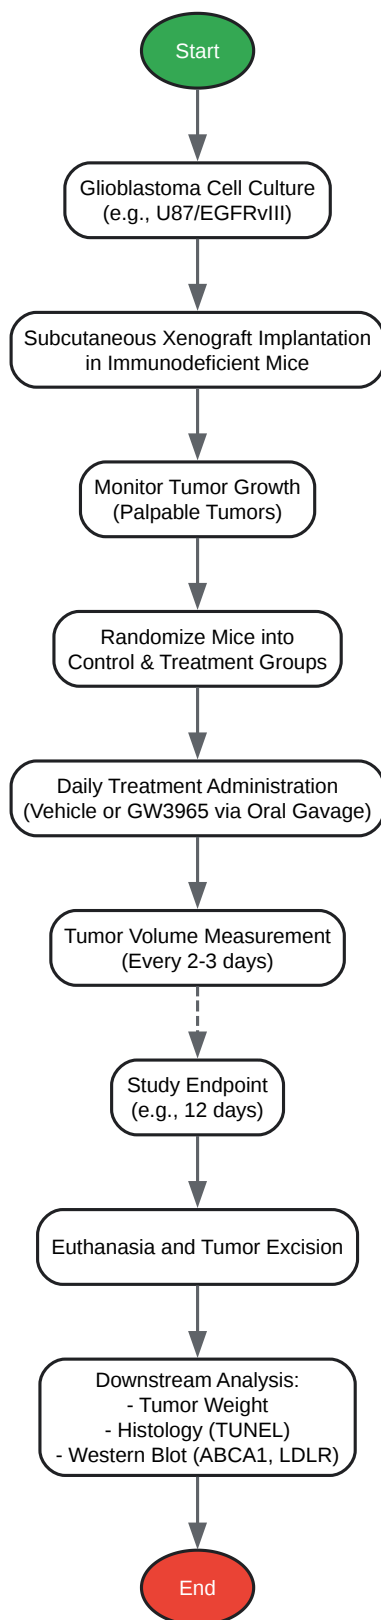 Start
Glioblastoma Cell Culture
(e.g., U87/EGFRvIII)
Subcutaneous Xenograft Implantation
in Immunodeficient Mice
Monitor Tumor Growth
(Palpable Tumors)
Randomize Mice into
Control & Treatment Groups
Daily Treatment Administration
(Vehicle or GW3965 via Oral Gavage)
Tumor Volume Measurement
(Every 2-3 days)
Study Endpoint
(e.g., 12 days)
Euthanasia and Tumor Excision
Downstream Analysis:
- Tumor Weight
- Histology (TUNEL)
- Western Blot (ABCA1, LDLR)
End